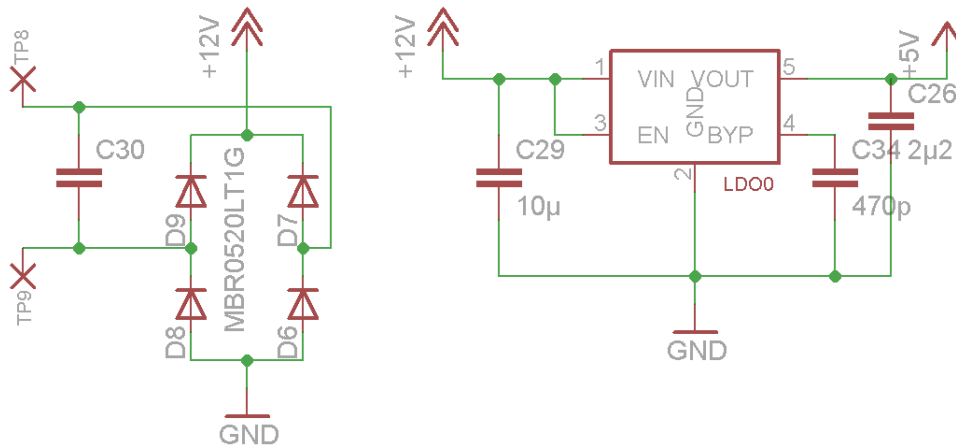 TP8
+12V
C30
D9
D7
MBR0520LT1G
TP9
D8
D6
GND
+12V
1
VIN
VOUT
5
+5V
GND
C26
3
EN
BYP
4
C29
2
C34
2µ2
LDO0
10µ
470p
GND